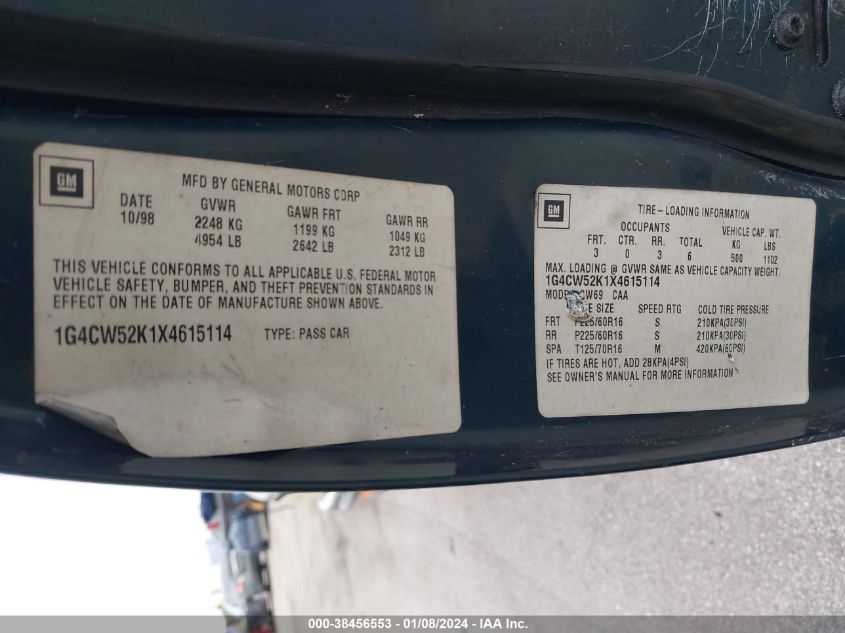 GM
MFD BY GENERAL MOTORS CORP
DATE GVWR GAWR FRT GAWR RR
10/98 2248 KG 1199 KG 1049 KG
4954 LB 2642 LB 2312 LB
THIS VEHICLE CONFORMS TO ALL APPLICABLE U.S. FEDERAL MOTOR
VEHICLE SAFETY, BUMPER, AND THEFT PREVENTION STANDARDS IN
EFFECT ON THE DATE OF MANUFACTURE SHOWN ABOVE.
1G4CW52K1X4615114 TYPE: PASS CAR
GM
TIRE-LOADING INFORMATION
OCCUPANTS VEHICLE CAP. WT.
FRT. CTR. RR. TOTAL KG LBS
3 0 3 6 500 1102
MAX. LOADING @ GVWR SAME AS VEHICLE CAPACITY WEIGHT.
1G4CW52K1X4615114
CW69 CAA
SIZE SPEED RTG COLD TIRE PRESSURE
FRT P225/60R16 S 210KPA(30PSI)
RR P225/60R16 S 210KPA(30PSI)
SPA T125/70R16 M 420KPA(60PSI)
IF TIRES ARE HOT, ADD 28KPA(4PSI)
SEE OWNER'S MANUAL FOR MORE INFORMATION
000-38456553 - 01/08/2024 - IAA Inc.